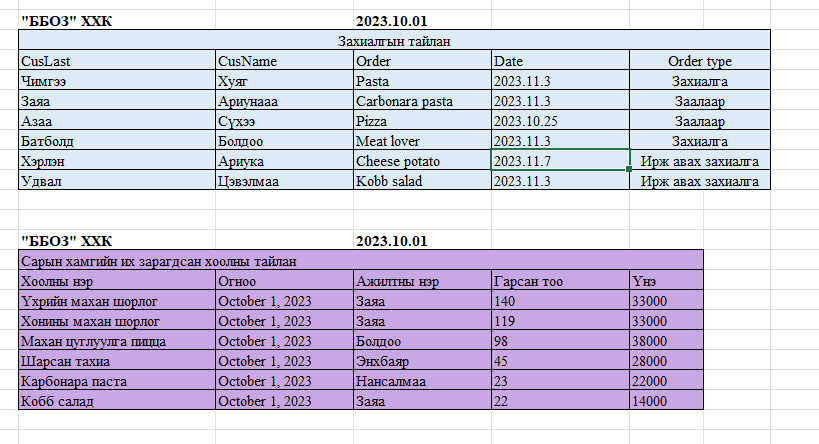 "ББОЗ" ХХК 2023.10.01
Захиалгын тайлан
CusLast CusName Order Date Order type
Чимгээ Хуяг Pasta 2023.11.3 Захиалга
Заяа Ариунааа Carbonara pasta 2023.11.3 Заалаар
Азаа Сүхээ Pizza 2023.10.25 Заалаар
Батболд Болдоо Meat lover 2023.11.3 Захиалга
Хэрлэн Ариука Cheese potato 2023.11.7 Ирж авах захиалга
Удвал Цэвэлмаа Kobb salad 2023.11.3 Ирж авах захиалга
"ББОЗ" ХХК 2023.10.01
Сарын хамгийн их зарагдсан хоолны тайлан
Хоолны нэр Огноо Ажилтны нэр Гарсан тоо Үнэ
Үхрийн махан шорлог October 1, 2023 Заяа 140 33000
Хонины махан шорлог October 1, 2023 Заяа 119 33000
Махан цуглуулга пицца October 1, 2023 Болдоо 98 38000
Шарсан тахиа October 1, 2023 Энхбаяр 45 28000
Карбонара паста October 1, 2023 Нансалмаа 23 22000
Кобб салад October 1, 2023 Заяа 22 14000